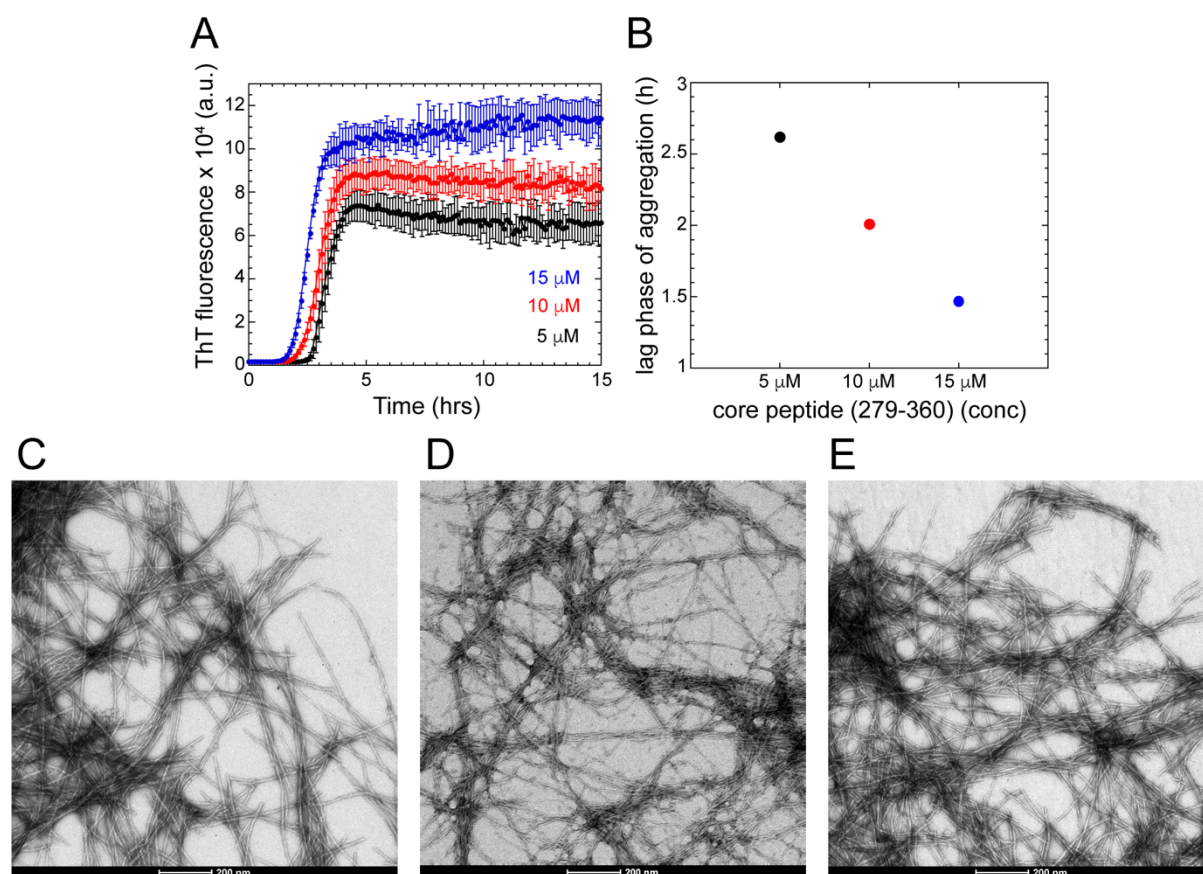 A
ThT fluorescence x 10⁴ (a.u.)
12
10
8
6
4
2
0
15 μM
10 μM
5 μM
0
5
10
15
Time (hrs)
B
lag phase of aggregation (h)
3
2.5
2
1.5
1
5 μM
10 μM
15 μM
core peptide (279-360) (conc)
C
D
E
200 nm
200 nm
200 nm